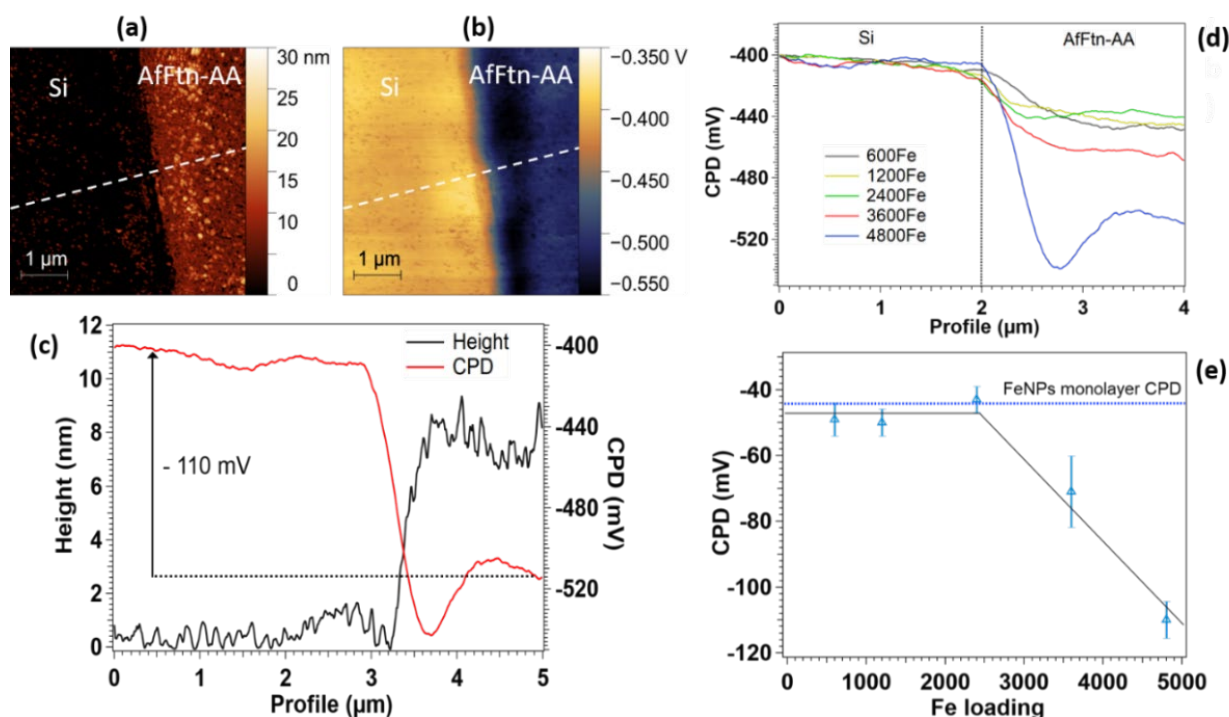 (a)
Si
AfFtn-AA
1 μm
30 nm
25
20
15
10
5
0
(b)
Si
AfFtn-AA
1 μm
−0.350 V
−0.400
−0.450
−0.500
−0.550
(c)
12
10
8
6
4
2
0
Height (nm)
Height
CPD
- 110 mV
-400
-440
-480
-520
CPD (mV)
0
1
2
3
4
5
Profile (μm)
(d)
Si
AfFtn-AA
-400
-440
-480
-520
CPD (mV)
600Fe
1200Fe
2400Fe
3600Fe
4800Fe
0
1
2
3
4
Profile (μm)
(e)
FeNPs monolayer CPD
-40
-60
-80
-100
-120
CPD (mV)
0
1000
2000
3000
4000
5000
Fe loading